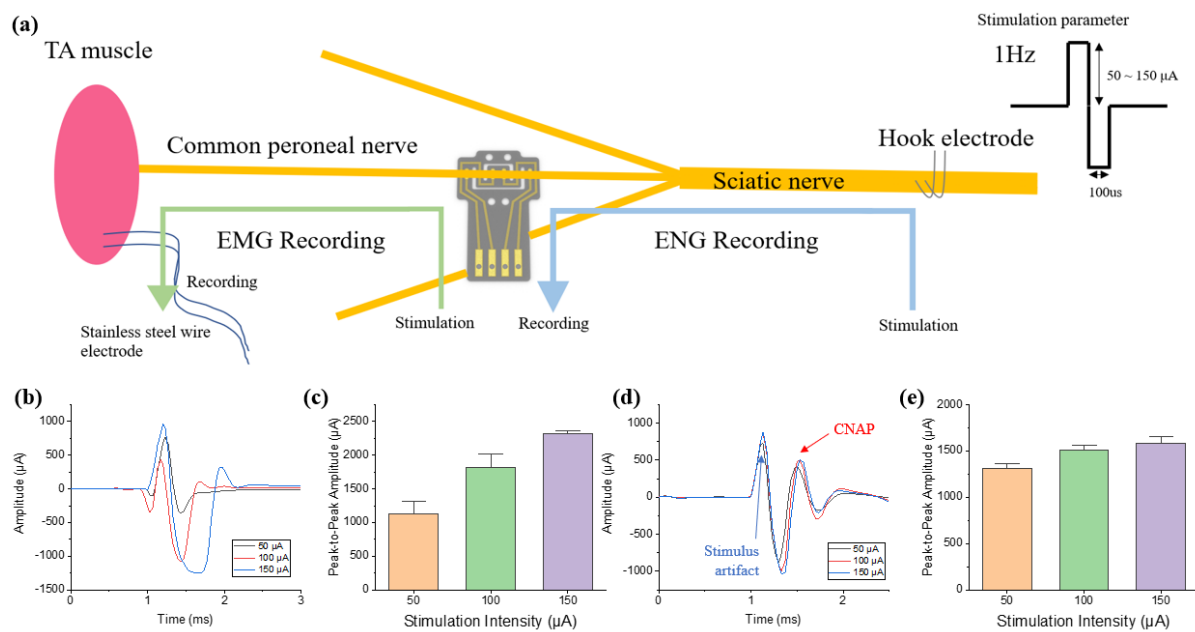 (a)
TA muscle
Common peroneal nerve
EMG Recording
Recording
Stainless steel wire
electrode
Stimulation
Sciatic nerve
ENG Recording
Recording
Stimulation
Hook electrode
Stimulation parameter
1Hz
50 ~ 150 µA
100us
(b)
Amplitude (µA)
1000
500
0
-500
-1000
-1500
0 1 2 3
Time (ms)
50 µA
100 µA
150 µA
(c)
Peak-to-Peak Amplitude (µA)
2500
2000
1500
1000
500
0
50 100 150
Stimulation Intensity (µA)
(d)
Amplitude (µA)
1000
500
0
-500
-1000
0 1 2
Time (ms)
CNAP
Stimulus
artifact
50 µA
100 µA
150 µA
(e)
Peak-to-Peak Amplitude (µA)
2000
1500
1000
500
0
50 100 150
Stimulation Intensity (µA)